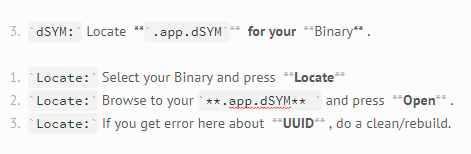 3. `dSYM:` Locate **`.app.dSYM`** for your **Binary** .
1. `Locate:` Select your Binary and press **Locate**
2. `Locate:` Browse to your `**.app.dSYM** ` and press **Open** .
3. `Locate:` If you get error here about **UUID** , do a clean/rebuild.